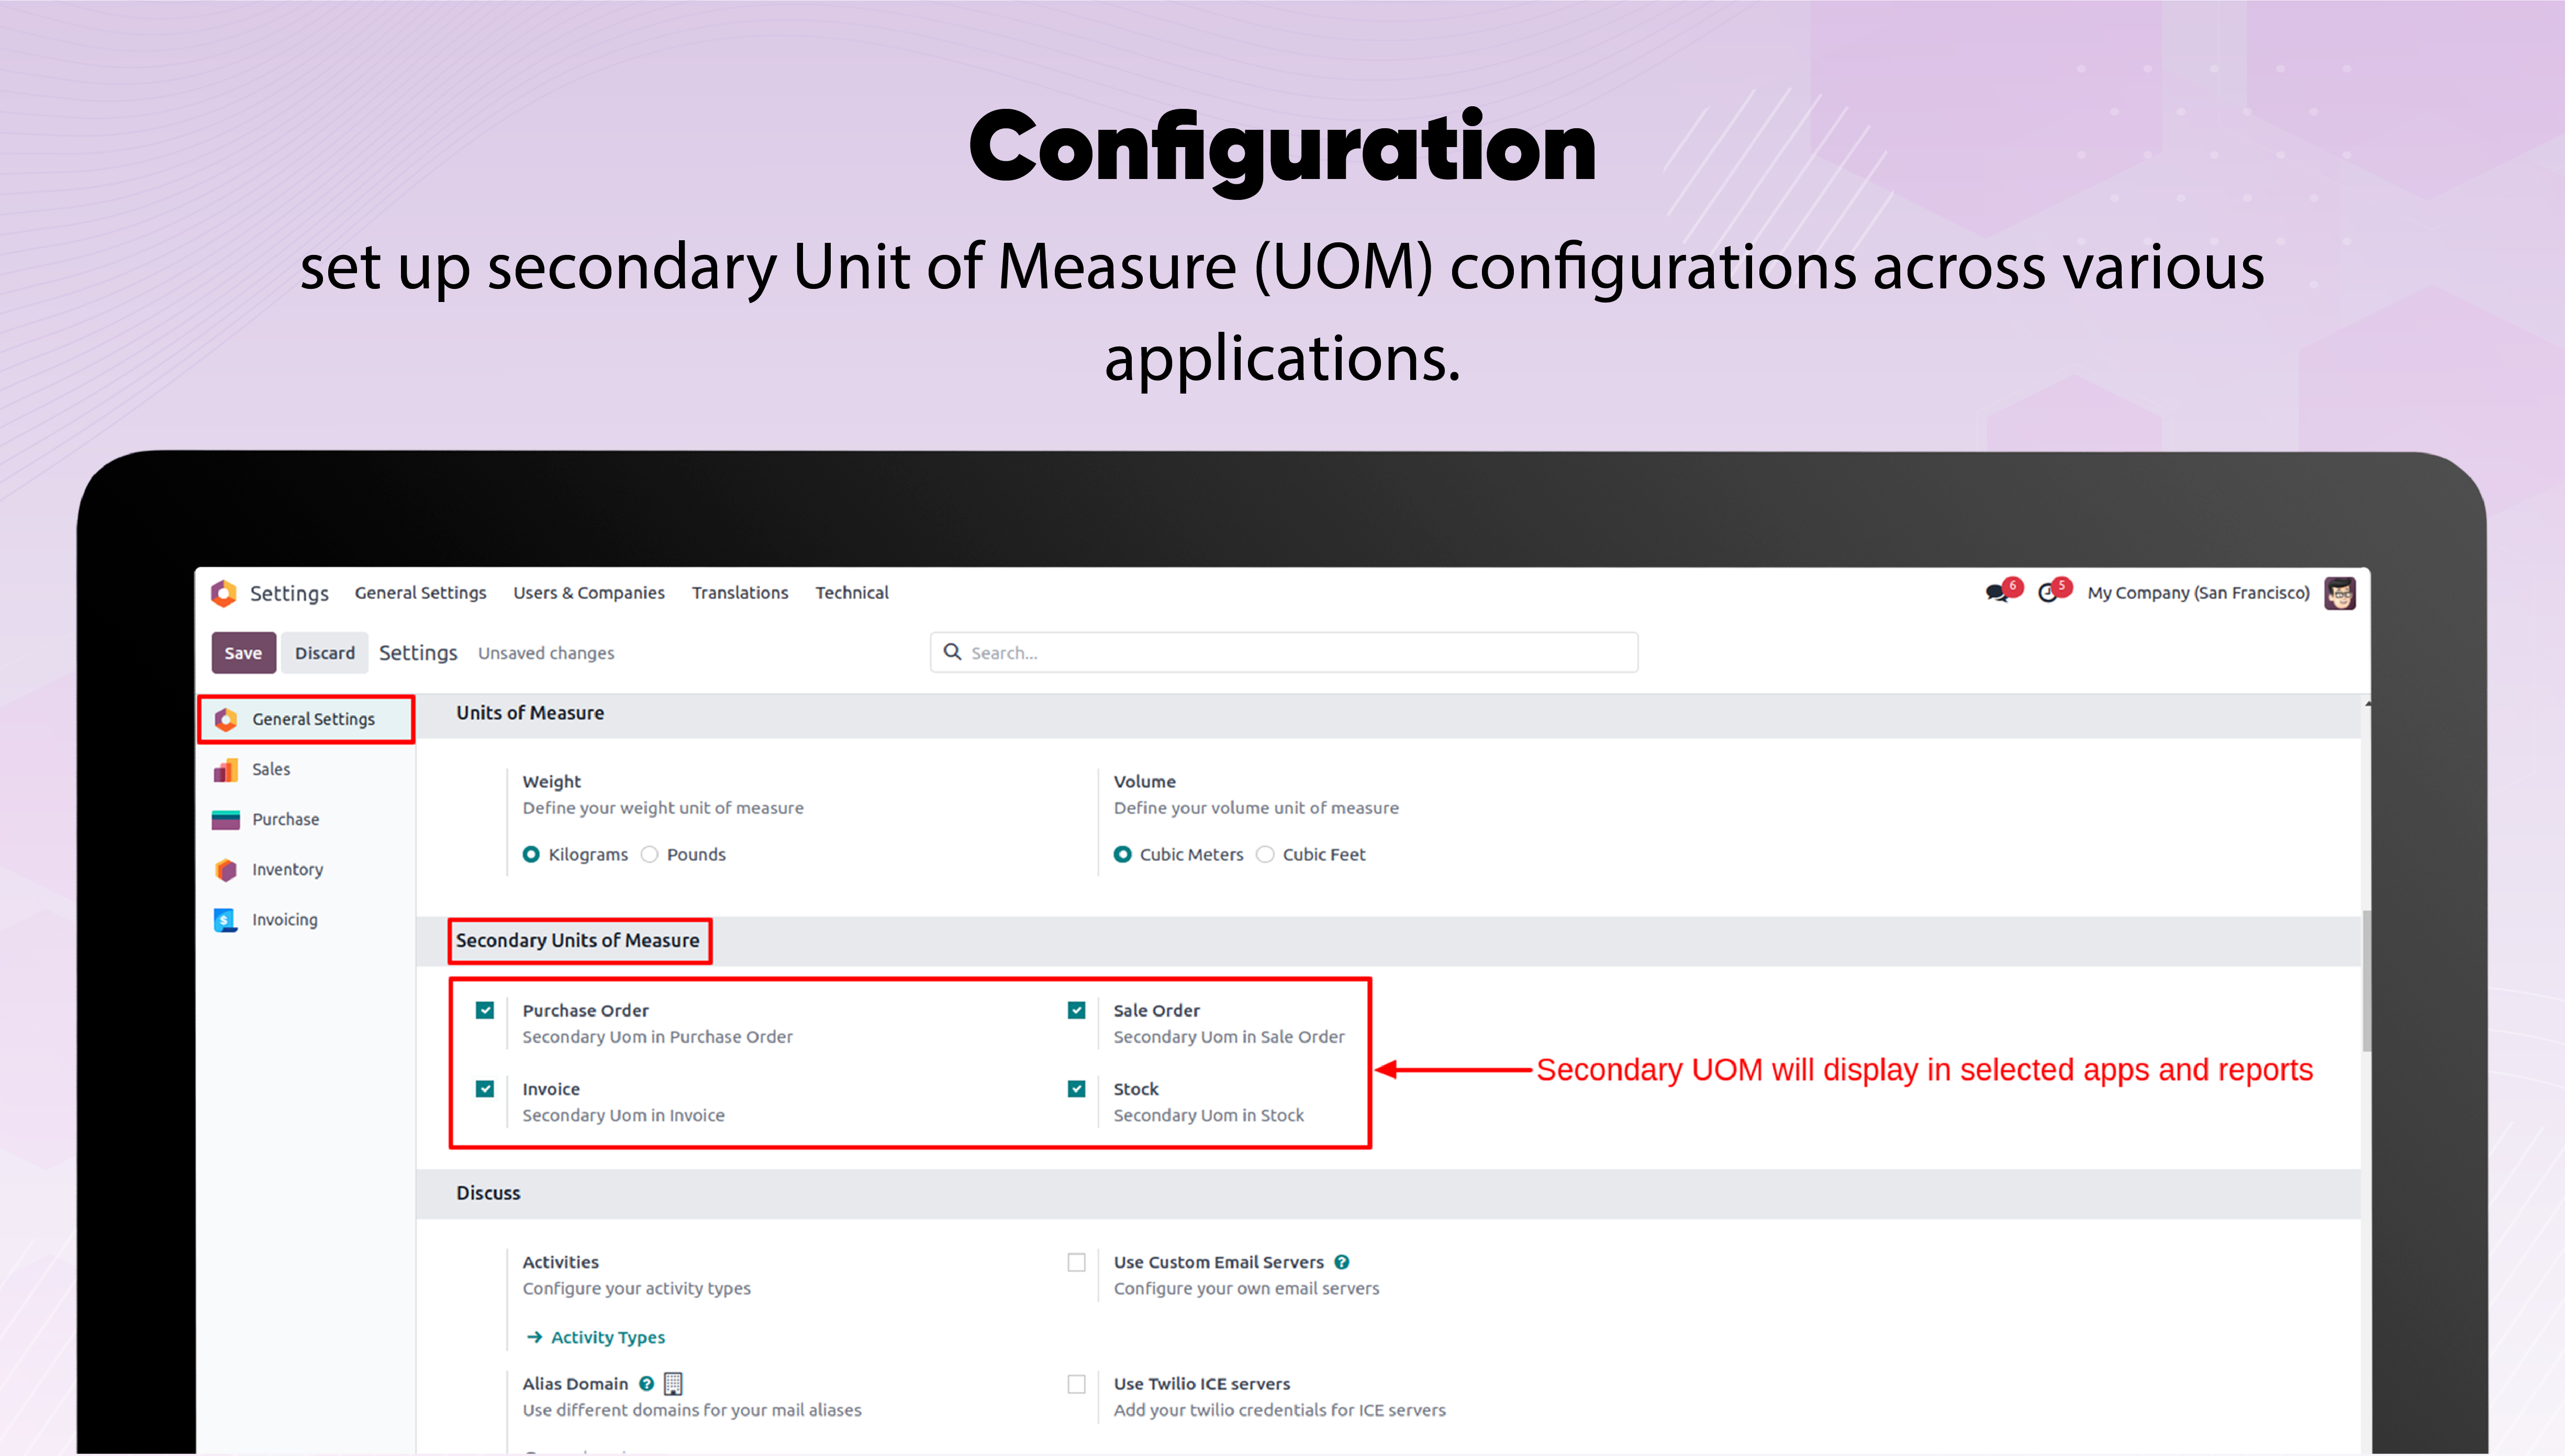 Configuration
set up secondary Unit of Measure (UOM) configurations across various
applications.
Settings General Settings Users & Companies Translations Technical 6 5 My Company (San Francisco)
Save Discard Settings Unsaved changes Search...
General Settings
Sales
Purchase
Inventory
Invoicing
Units of Measure
Weight Volume
Define your weight unit of measure Define your volume unit of measure
Kilograms Pounds Cubic Meters Cubic Feet
Secondary Units of Measure
Purchase Order Sale Order
Secondary Uom in Purchase Order Secondary Uom in Sale Order
Secondary UOM will display in selected apps and reports
Invoice Stock
Secondary Uom in Invoice Secondary Uom in Stock
Discuss
Activities Use Custom Email Servers ?
Configure your activity types Configure your own email servers
→ Activity Types
Alias Domain ? Use Twilio ICE servers
Use different domains for your mail aliases Add your twilio credentials for ICE servers